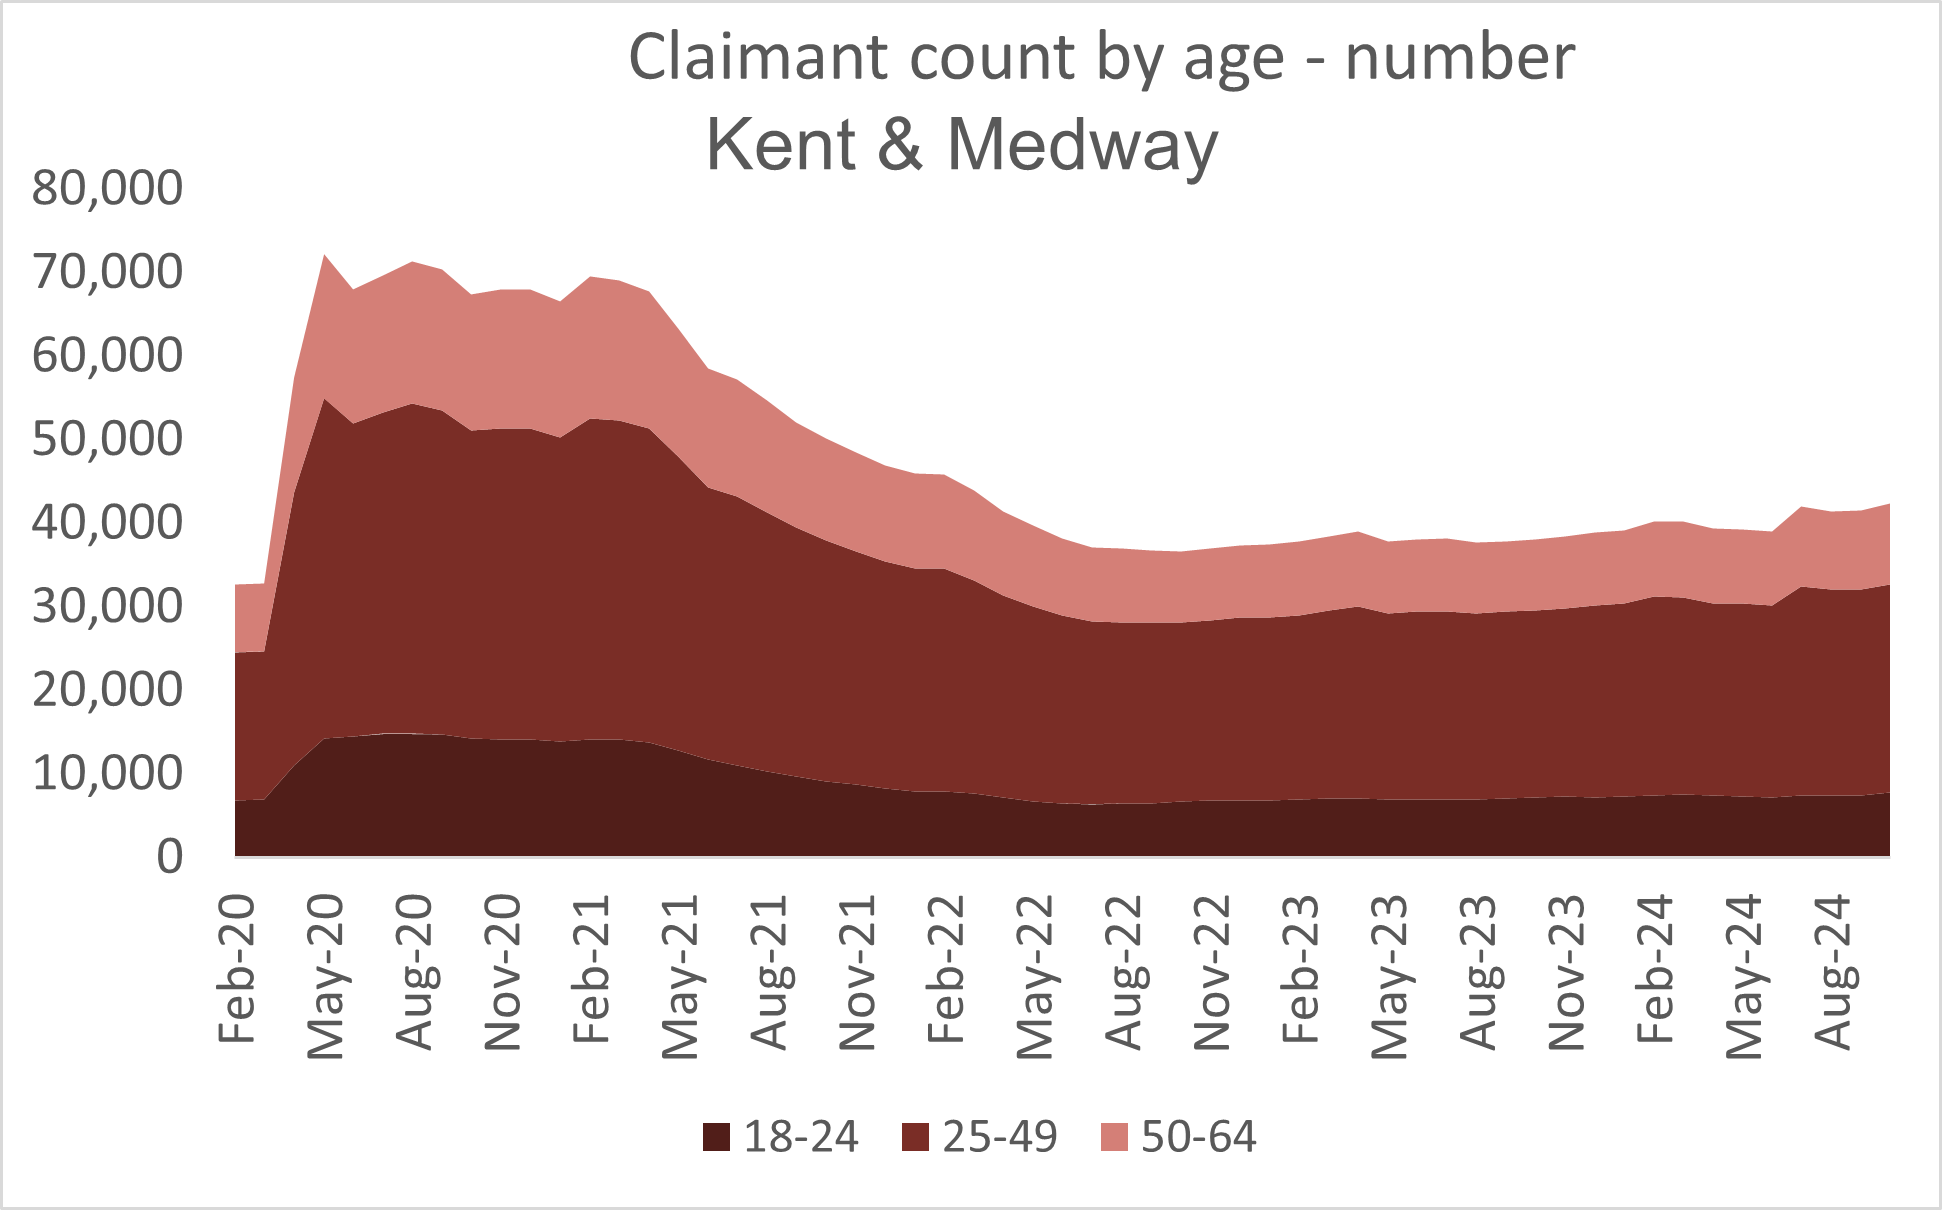 Claimant count by age - number
Kent & Medway
80,000
70,000
60,000
50,000
40,000
30,000
20,000
10,000
0
Feb-20
May-20
Aug-20
Nov-20
Feb-21
May-21
Aug-21
Nov-21
Feb-22
May-22
Aug-22
Nov-22
Feb-23
May-23
Aug-23
Nov-23
Feb-24
May-24
Aug-24
18-24 25-49 50-64